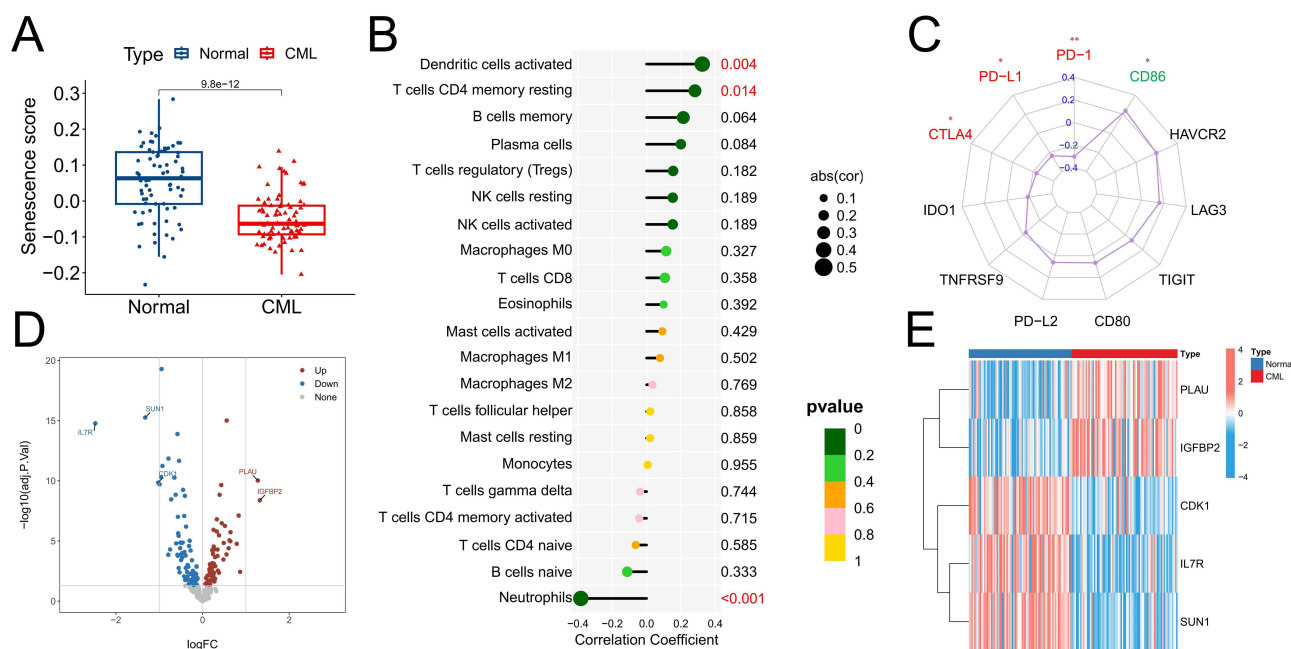 A
Type Normal CML
9.8e−12
Senescence score
0.3
0.2
0.1
0.0
−0.1
−0.2
Normal CML
B
Dendritic cells activated 0.004
T cells CD4 memory resting 0.014
B cells memory 0.064
Plasma cells 0.084
T cells regulatory (Tregs) 0.182
NK cells resting 0.189
NK cells activated 0.189
Macrophages M0 0.327
T cells CD8 0.358
Eosinophils 0.392
Mast cells activated 0.429
Macrophages M1 0.502
Macrophages M2 0.769
T cells follicular helper 0.858
Mast cells resting 0.859
Monocytes 0.955
T cells gamma delta 0.744
T cells CD4 memory activated 0.715
T cells CD4 naive 0.585
B cells naive 0.333
Neutrophils <0.001
−0.4 −0.2 0.0 0.2 0.4
Correlation Coefficient
abs(cor)
0.1
0.2
0.3
0.4
0.5
pvalue
0
0.2
0.4
0.6
0.8
1
C
**
PD−1
*
PD−L1
*
CD86
*
CTLA4
HAVCR2
IDO1
LAG3
TNFRSF9
TIGIT
PD−L2
CD80
0.4
0.2
0
−0.2
−0.4
D
20
15
10
5
0
−log10(adj.P.Val)
Up
Down
None
IL7R
SUN1
CDK1
PLAU
IGFBP2
−2 0 2
logFC
E
Type
PLAU
IGFBP2
CDK1
IL7R
SUN1
4
2
0
−2
−4
Type
Normal
CML